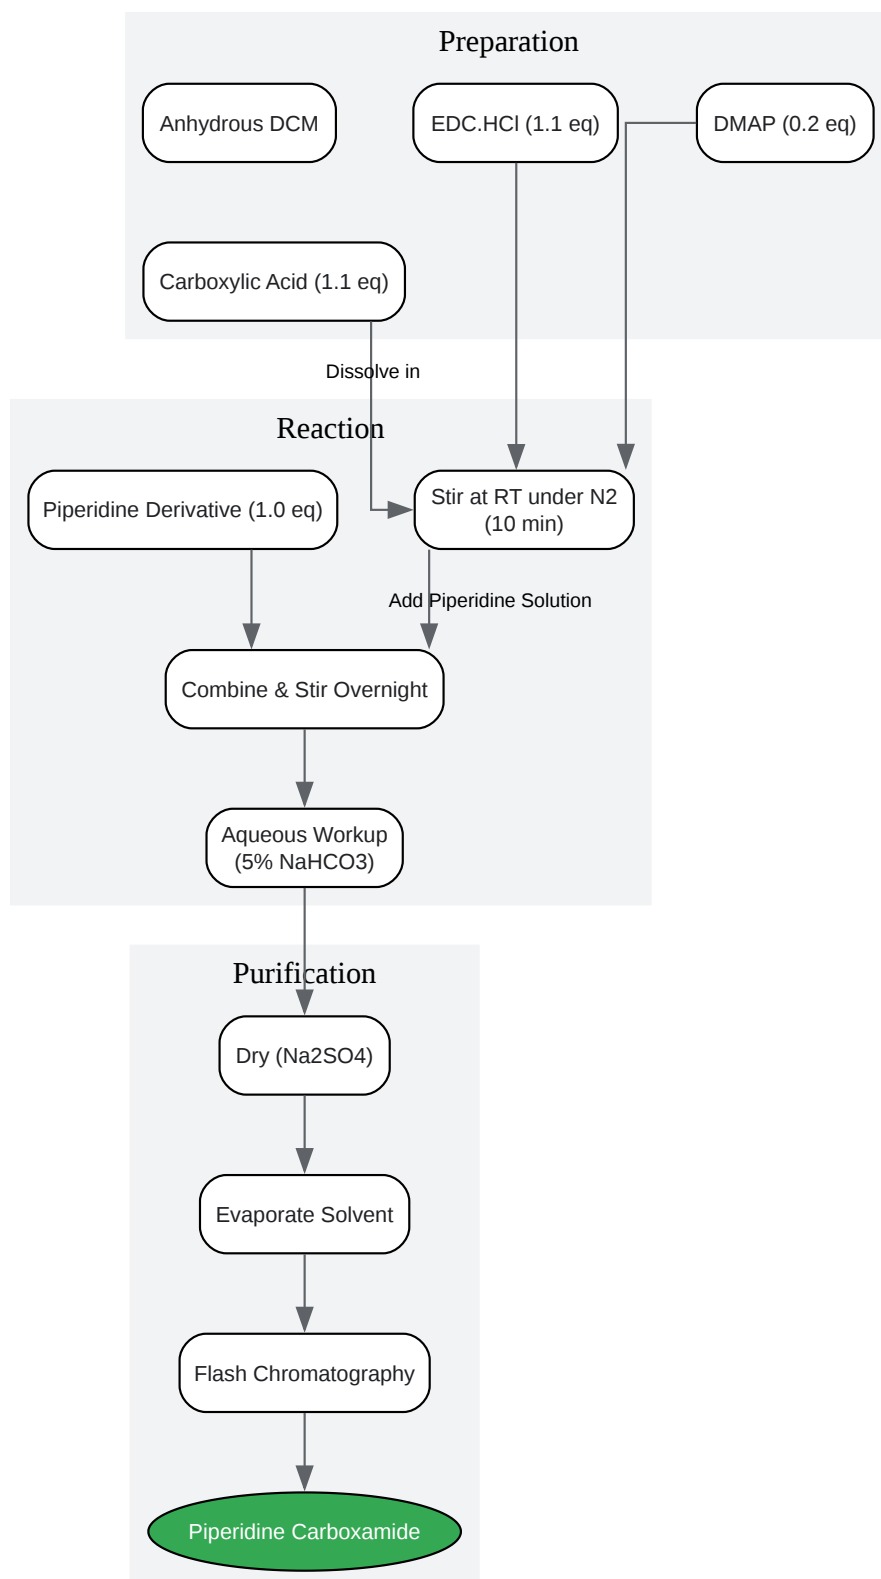 Preparation
Anhydrous DCM
EDC.HCl (1.1 eq)
DMAP (0.2 eq)
Carboxylic Acid (1.1 eq)
Dissolve in
Reaction
Piperidine Derivative (1.0 eq)
Stir at RT under N2
(10 min)
Add Piperidine Solution
Combine & Stir Overnight
Aqueous Workup
(5% NaHCO3)
Purification
Dry (Na2SO4)
Evaporate Solvent
Flash Chromatography
Piperidine Carboxamide